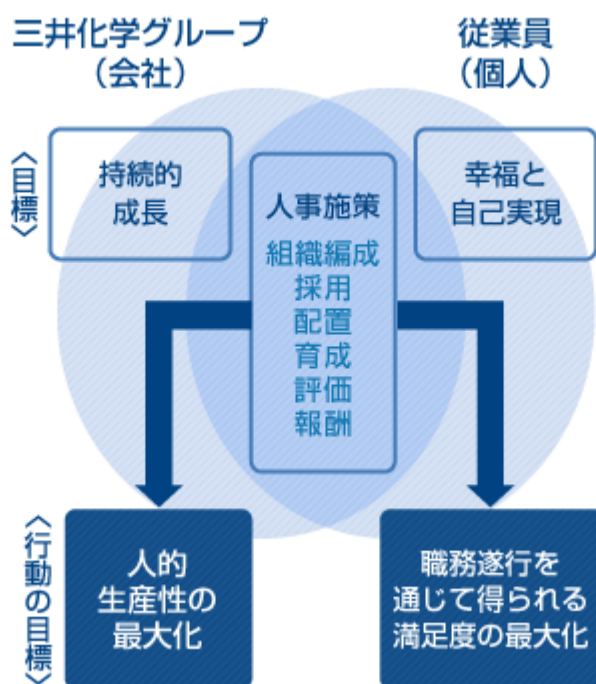 三井化学グループ
（会社）
従業員
（個人）
〈目標〉
持続的
成長
人事施策
組織編成
採用
配置
育成
評価
報酬
幸福と
自己実現
〈行動の目標〉
人的
生産性の
最大化
職務遂行を
通じて得られる
満足度の最大化